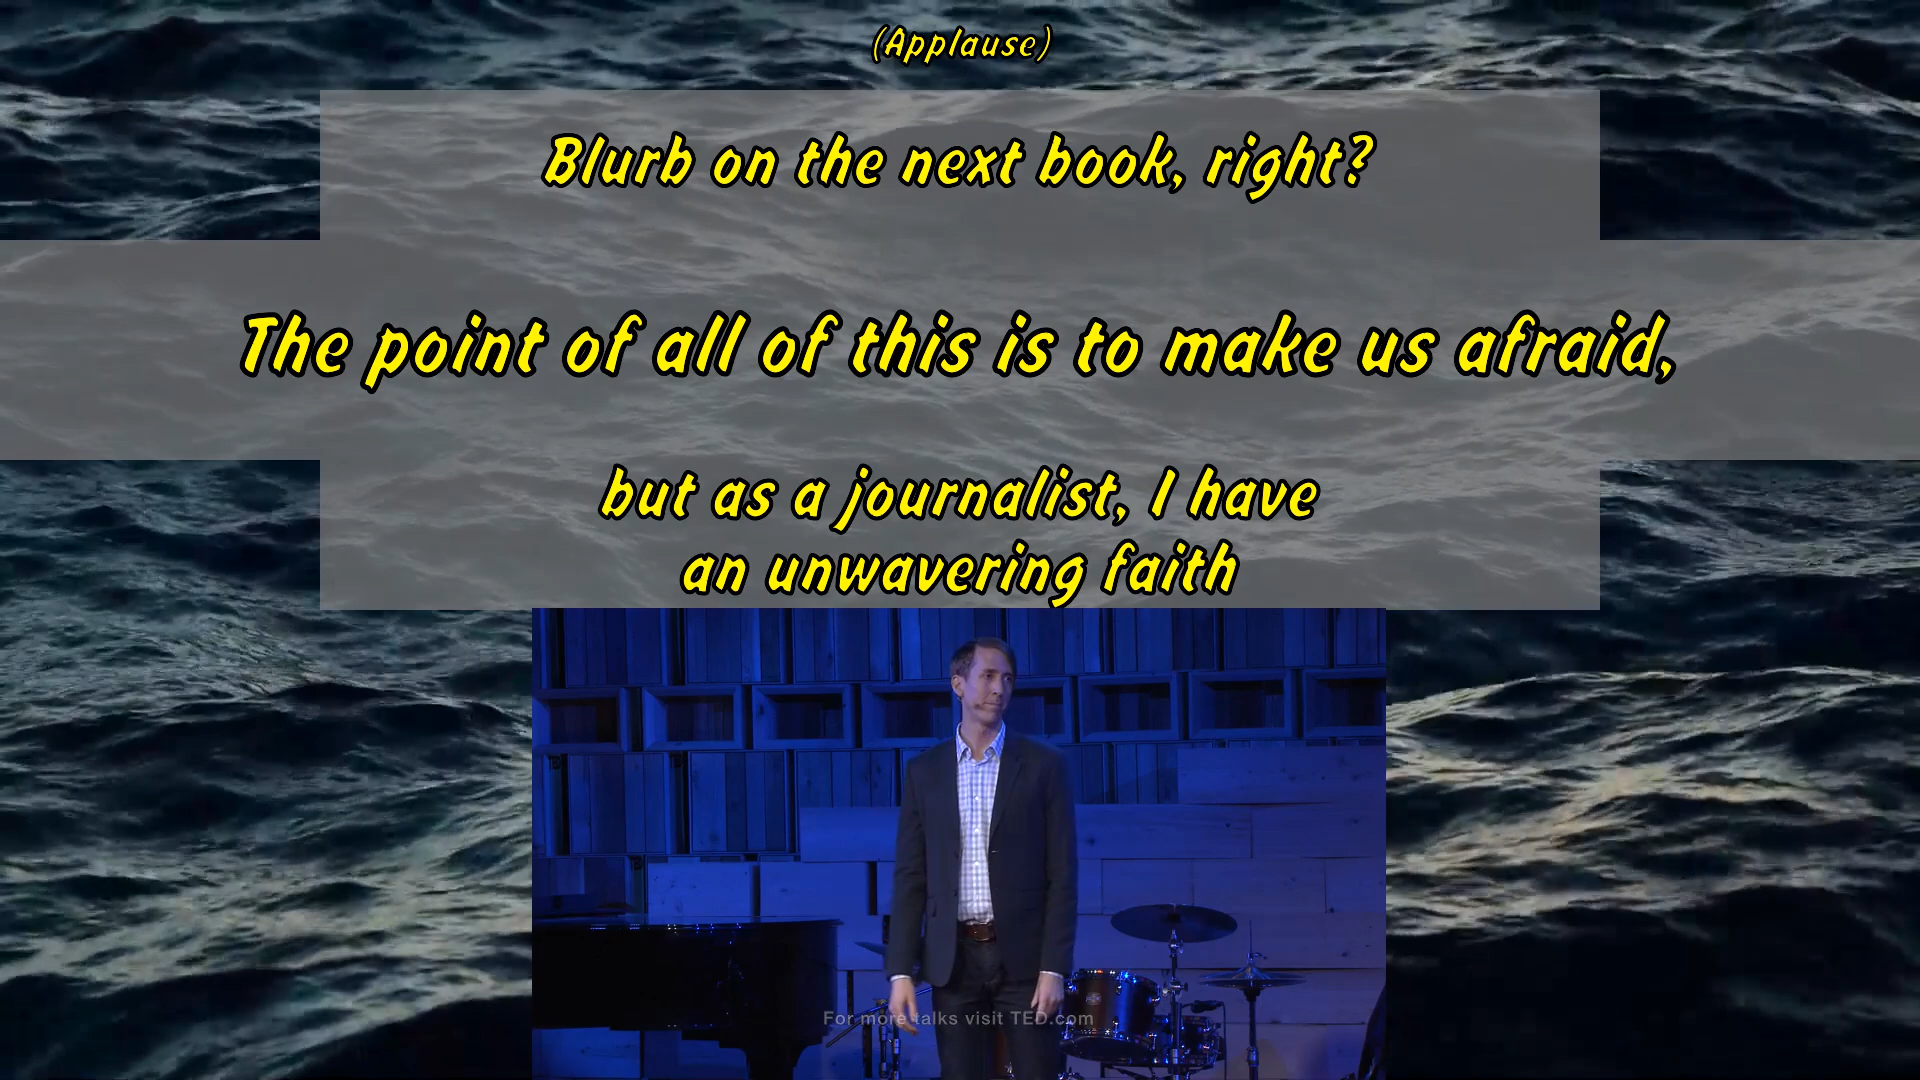 (Applause)
Blurb on the next book, right?
The point of all of this is to make us afraid,
but as a journalist, I have
an unwavering faith
For more talks visit TED.com